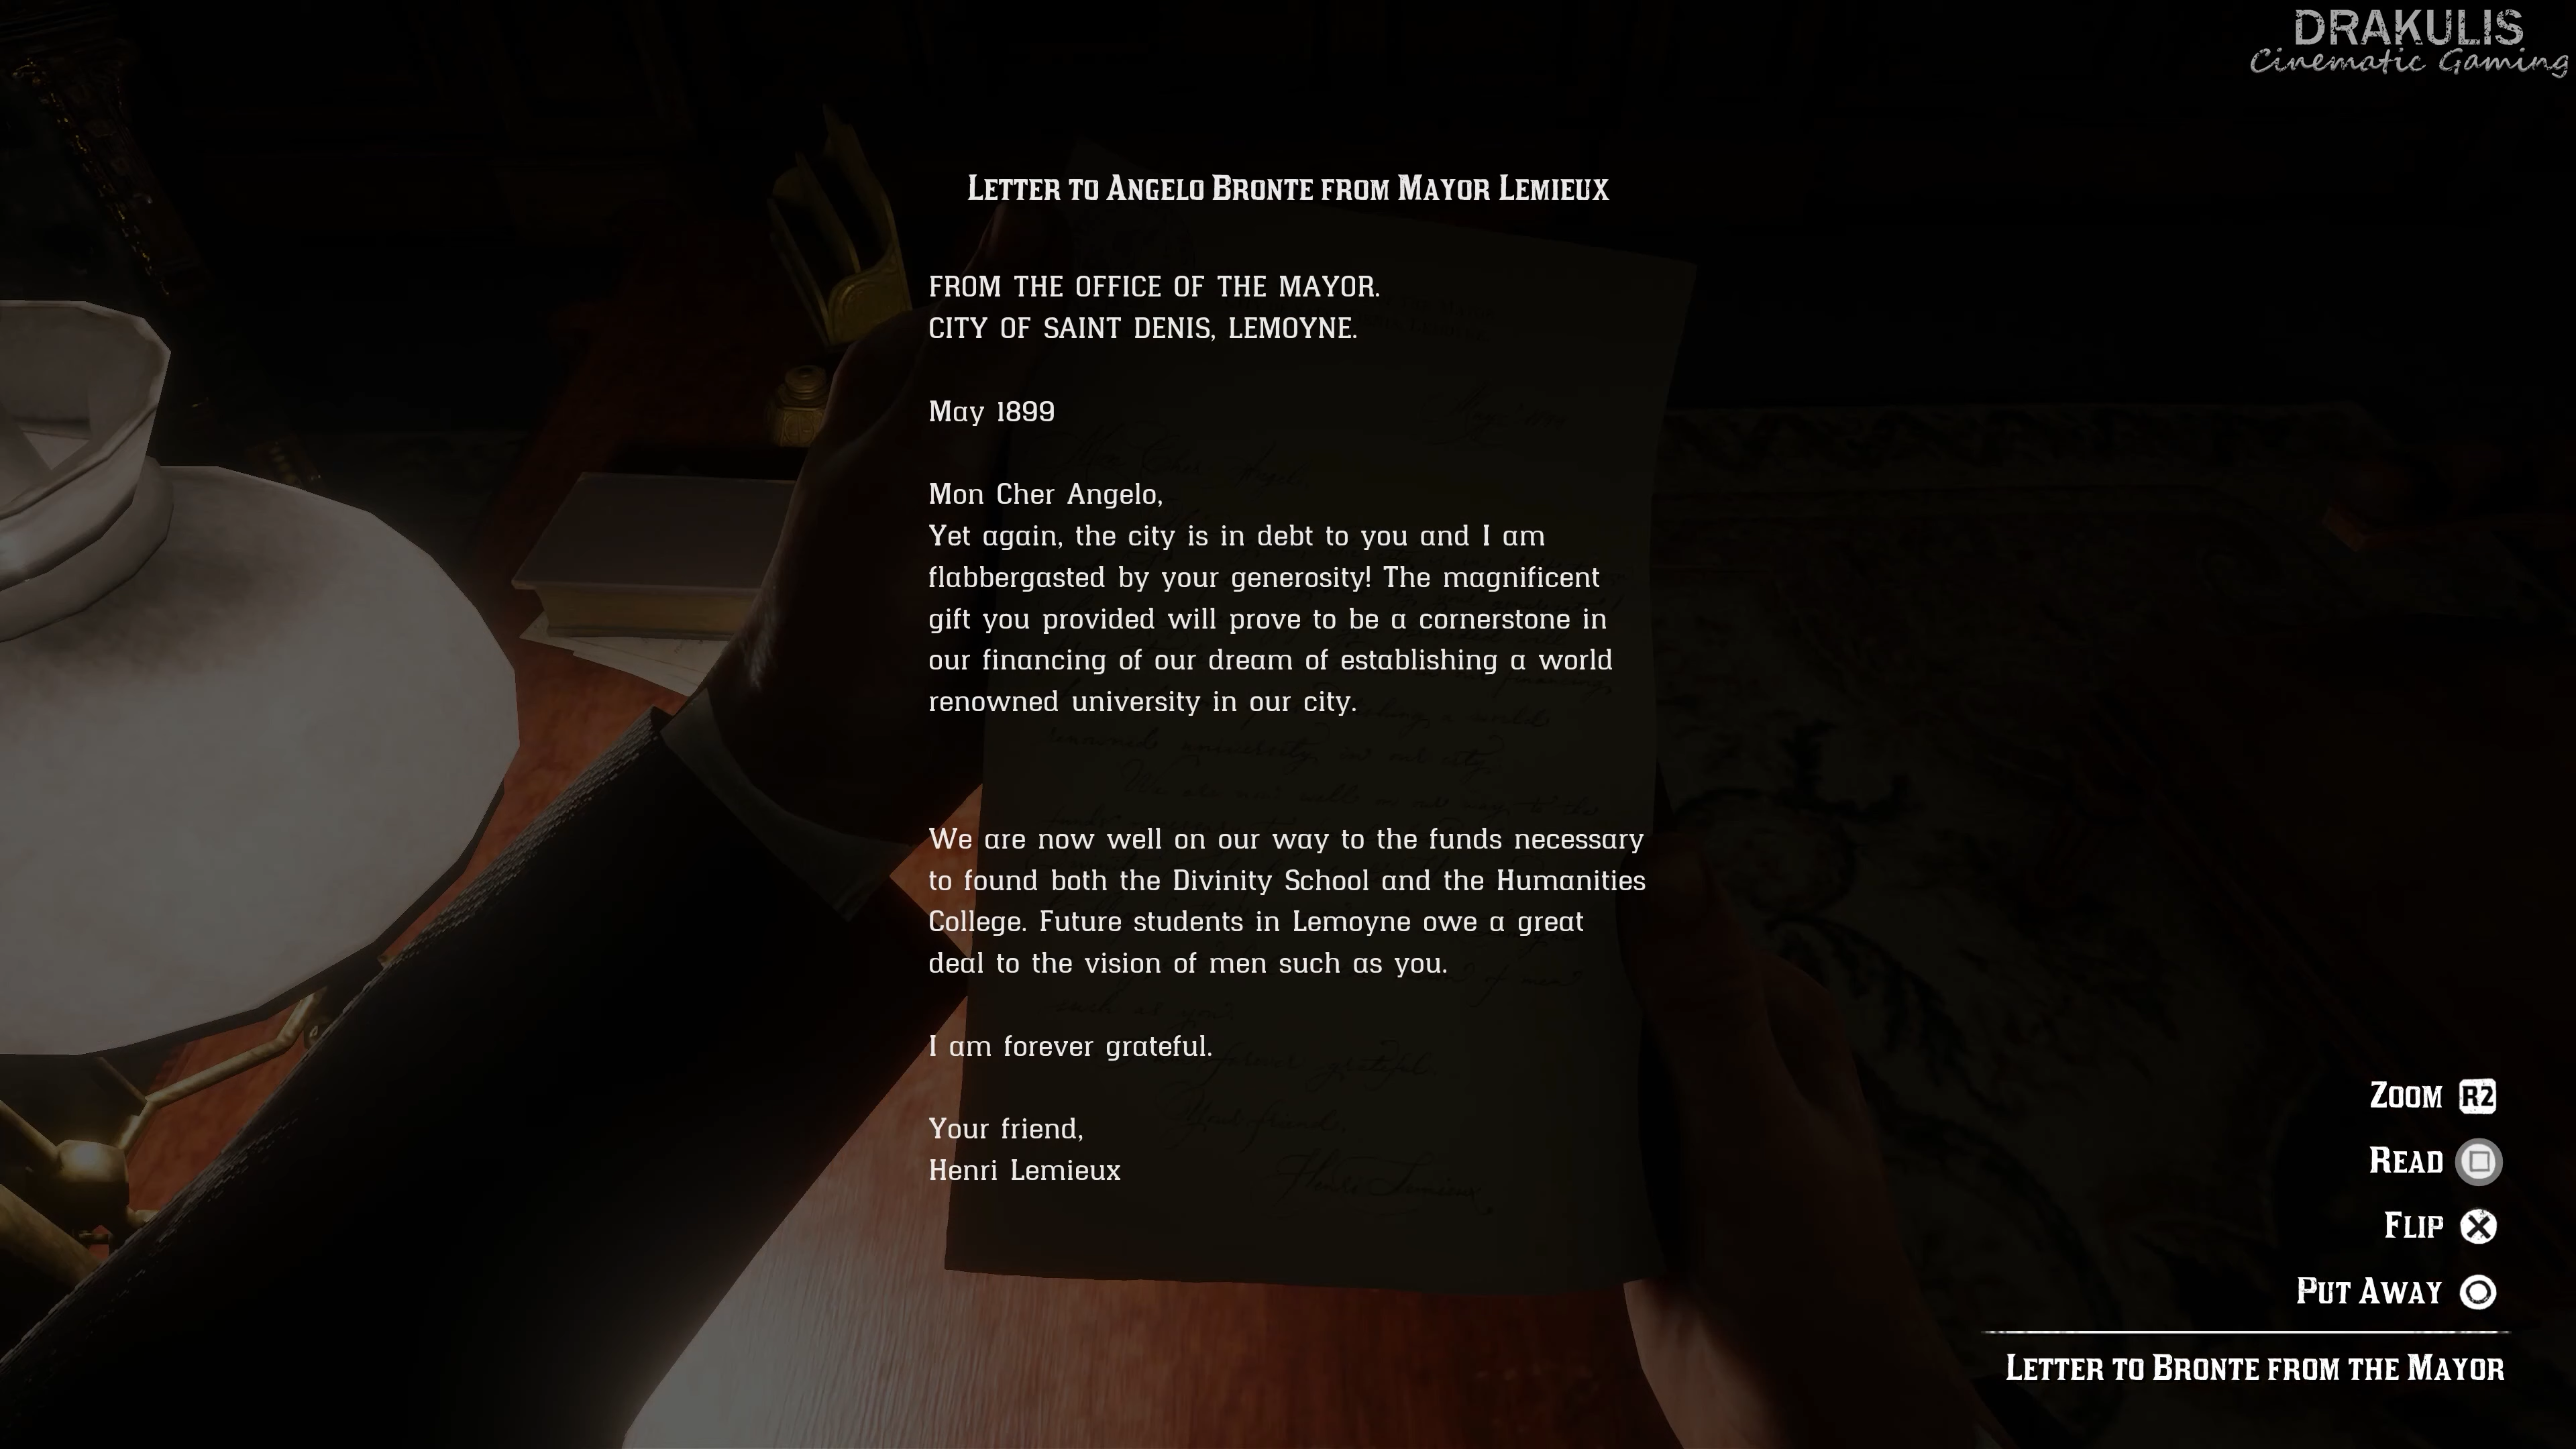 DRAKULIS
Cinematic Gaming
LETTER TO ANGELO BRONTE FROM MAYOR LEMIEUX
FROM THE OFFICE OF THE MAYOR.
CITY OF SAINT DENIS, LEMOYNE.
May 1899
Mon Cher Angelo,
Yet again, the city is in debt to you and I am
flabbergasted by your generosity! The magnificent
gift you provided will prove to be a cornerstone in
our financing of our dream of establishing a world
renowned university in our city.
We are now well on our way to the funds necessary
to found both the Divinity School and the Humanities
College. Future students in Lemoyne owe a great
deal to the vision of men such as you.
I am forever grateful.
Your friend,
Henri Lemieux
ZOOM R2
READ
FLIP
PUT AWAY
LETTER TO BRONTE FROM THE MAYOR